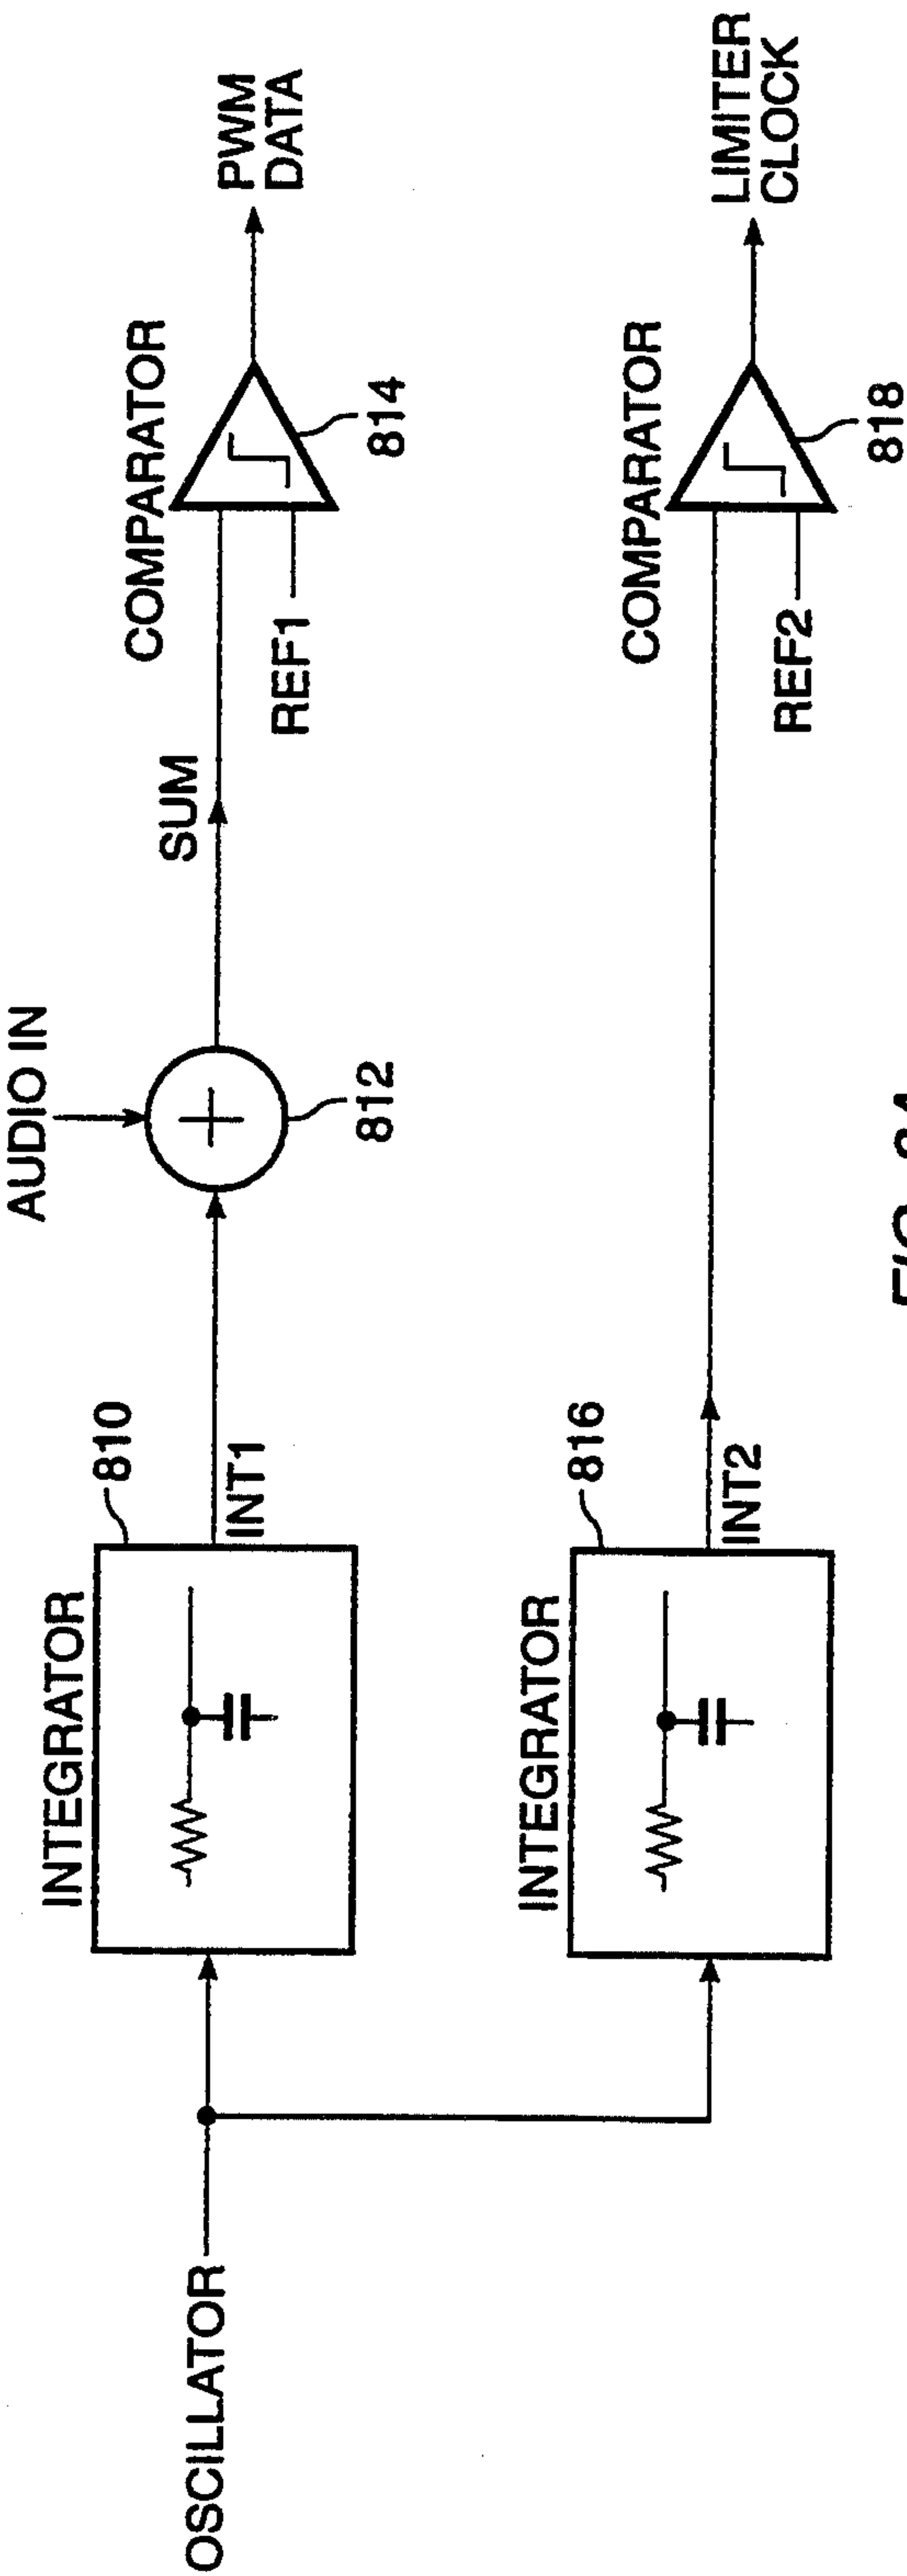 AUDIO IN
OSCILLATOR
INTEGRATOR
810
INT1
812
SUM
COMPARATOR
REF1
814
PWM
DATA
INTEGRATOR
816
INT2
COMPARATOR
REF2
818
LIMITER
CLOCK